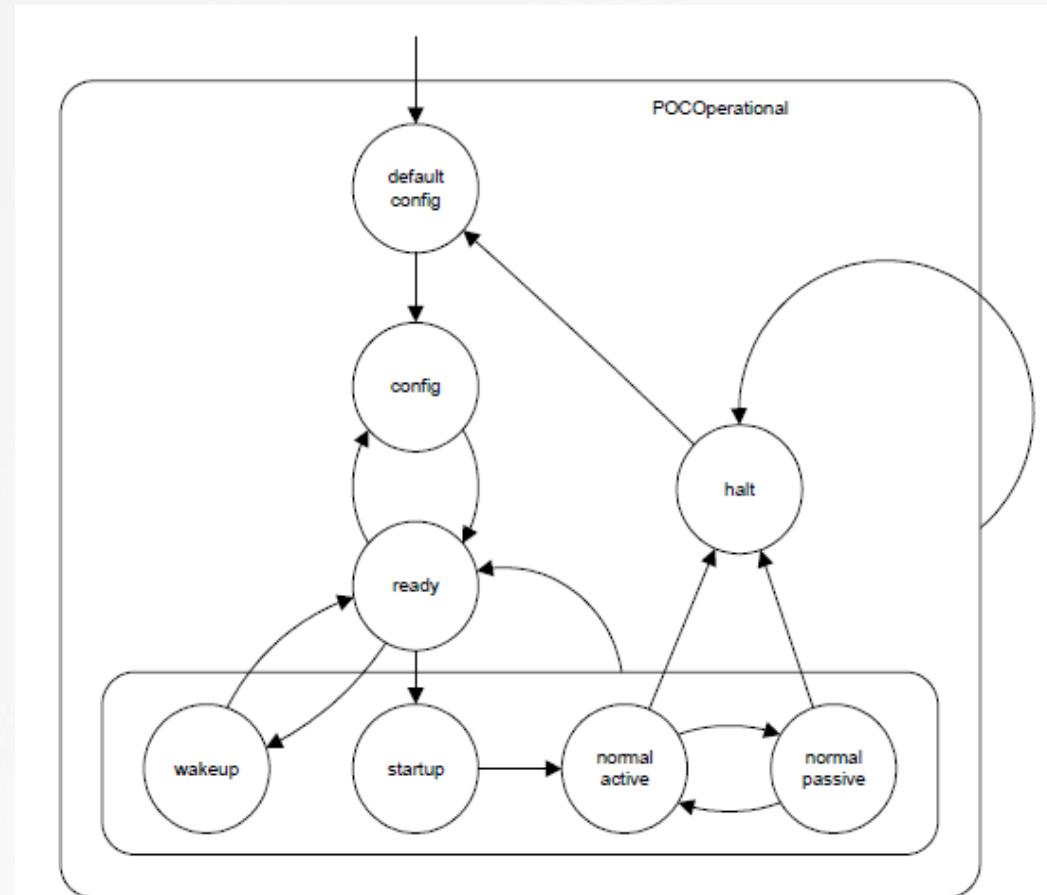 POCOperational
default
config
config
halt
ready
wakeup
startup
normal
active
normal
passive